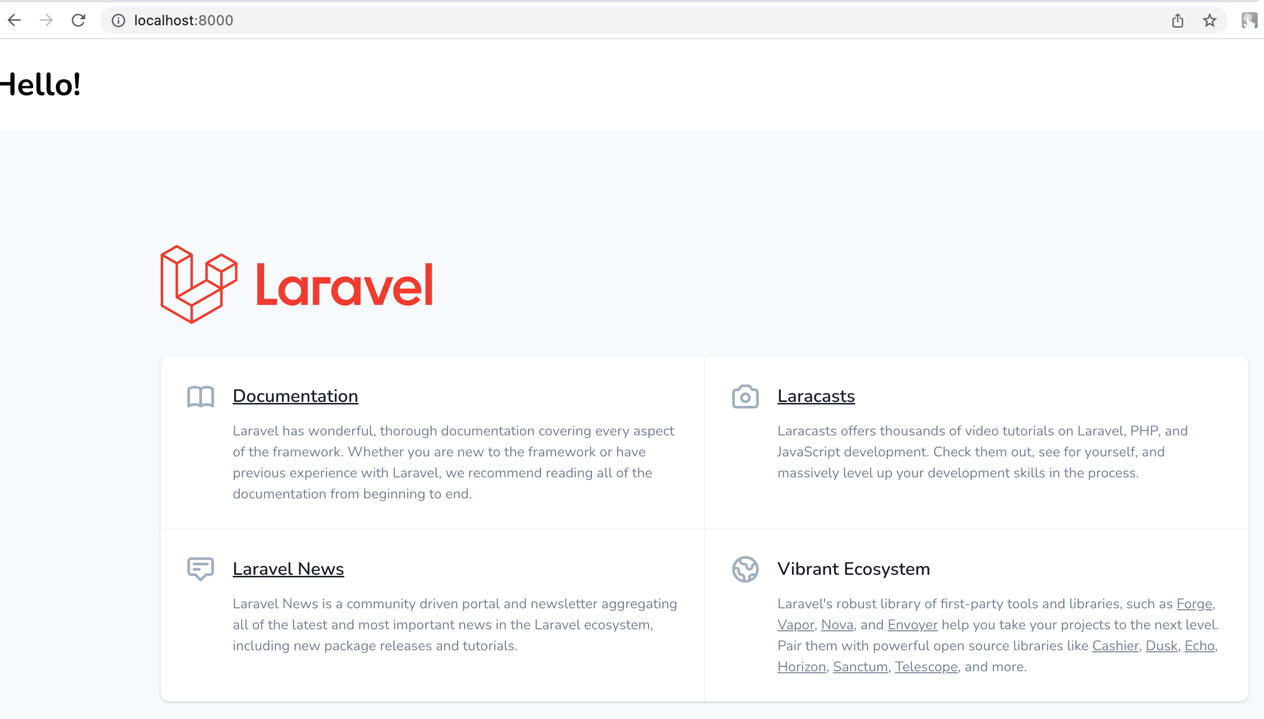 localhost:8000
Hello!
Laravel
Documentation
Laravel has wonderful, thorough documentation covering every aspect
of the framework. Whether you are new to the framework or have
previous experience with Laravel, we recommend reading all of the
documentation from beginning to end.
Laracasts
Laracasts offers thousands of video tutorials on Laravel, PHP, and
JavaScript development. Check them out, see for yourself, and
massively level up your development skills in the process.
Laravel News
Laravel News is a community driven portal and newsletter aggregating
all of the latest and most important news in the Laravel ecosystem,
including new package releases and tutorials.
Vibrant Ecosystem
Laravel's robust library of first-party tools and libraries, such as Forge,
Vapor, Nova, and Envoyer help you take your projects to the next level.
Pair them with powerful open source libraries like Cashier, Dusk, Echo,
Horizon, Sanctum, Telescope, and more.